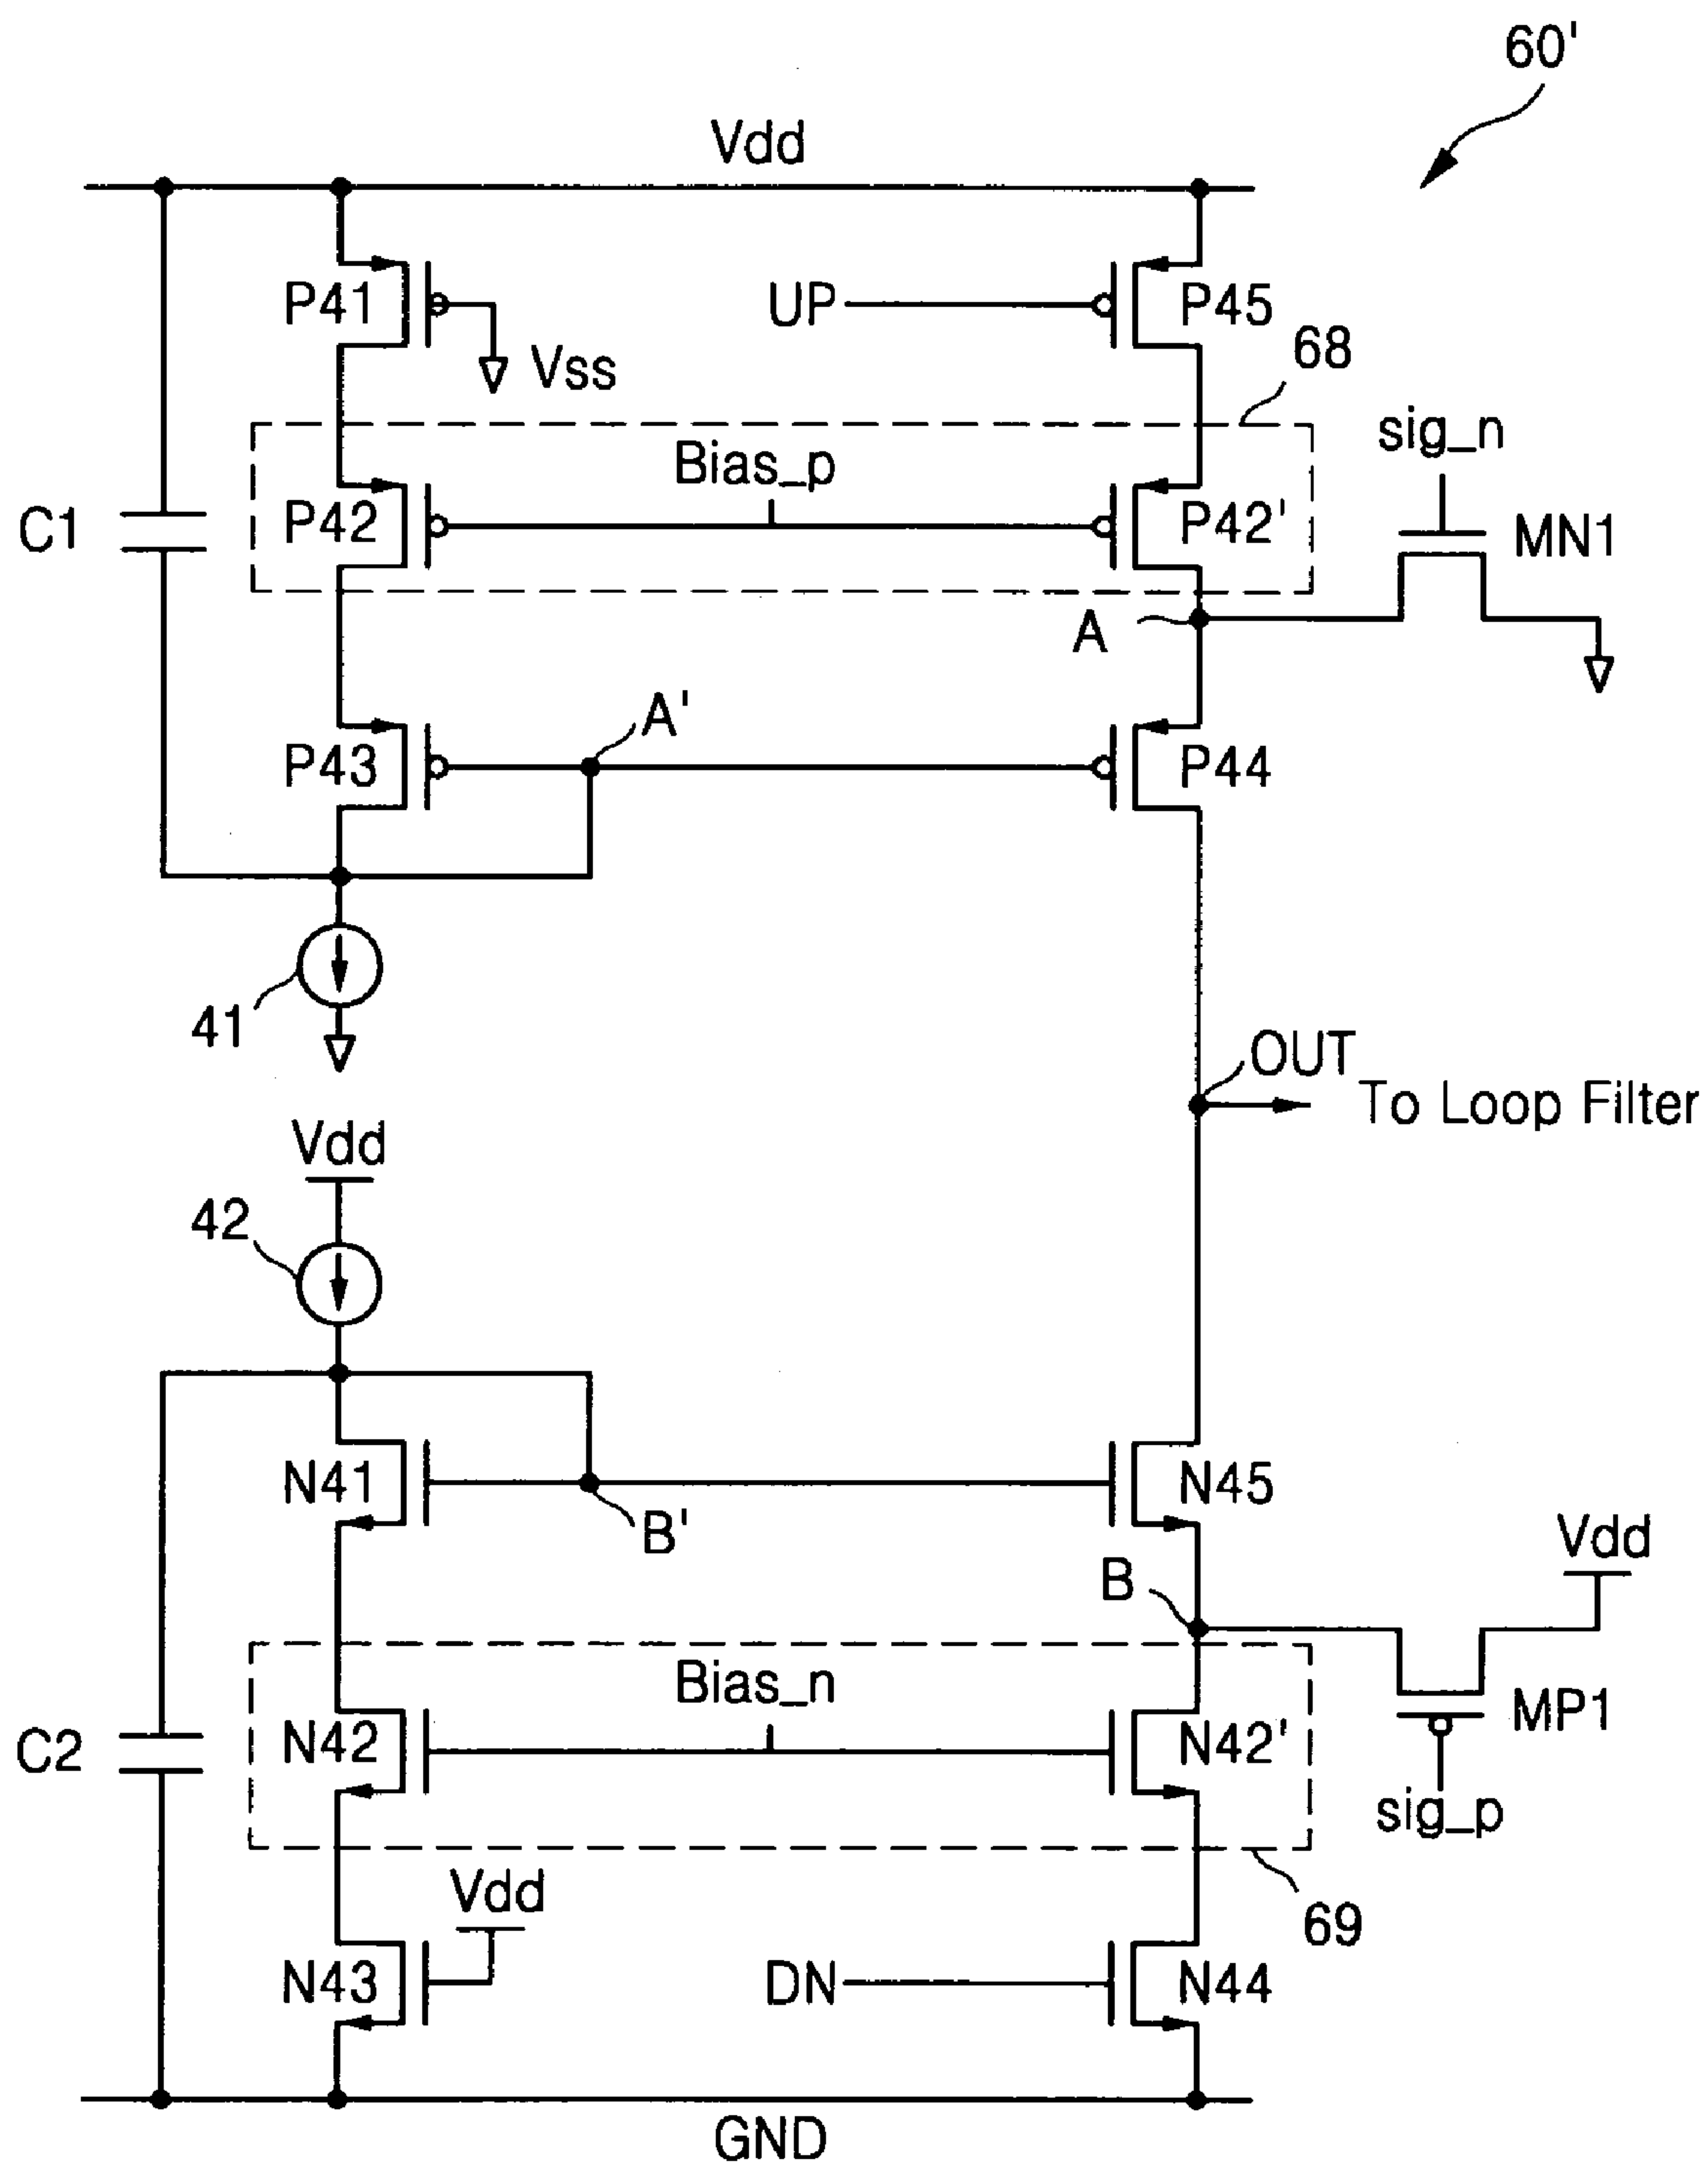 60'
Vdd
P41
UP
P45
Vss
68
sig_n
Bias_p
C1
P42
P42'
MN1
A
A'
P43
P44
41
OUT
To Loop Filter
Vdd
42
N41
N45
B'
Vdd
B
Bias_n
C2
N42
N42'
MP1
sig_p
Vdd
69
N43
DN
N44
GND